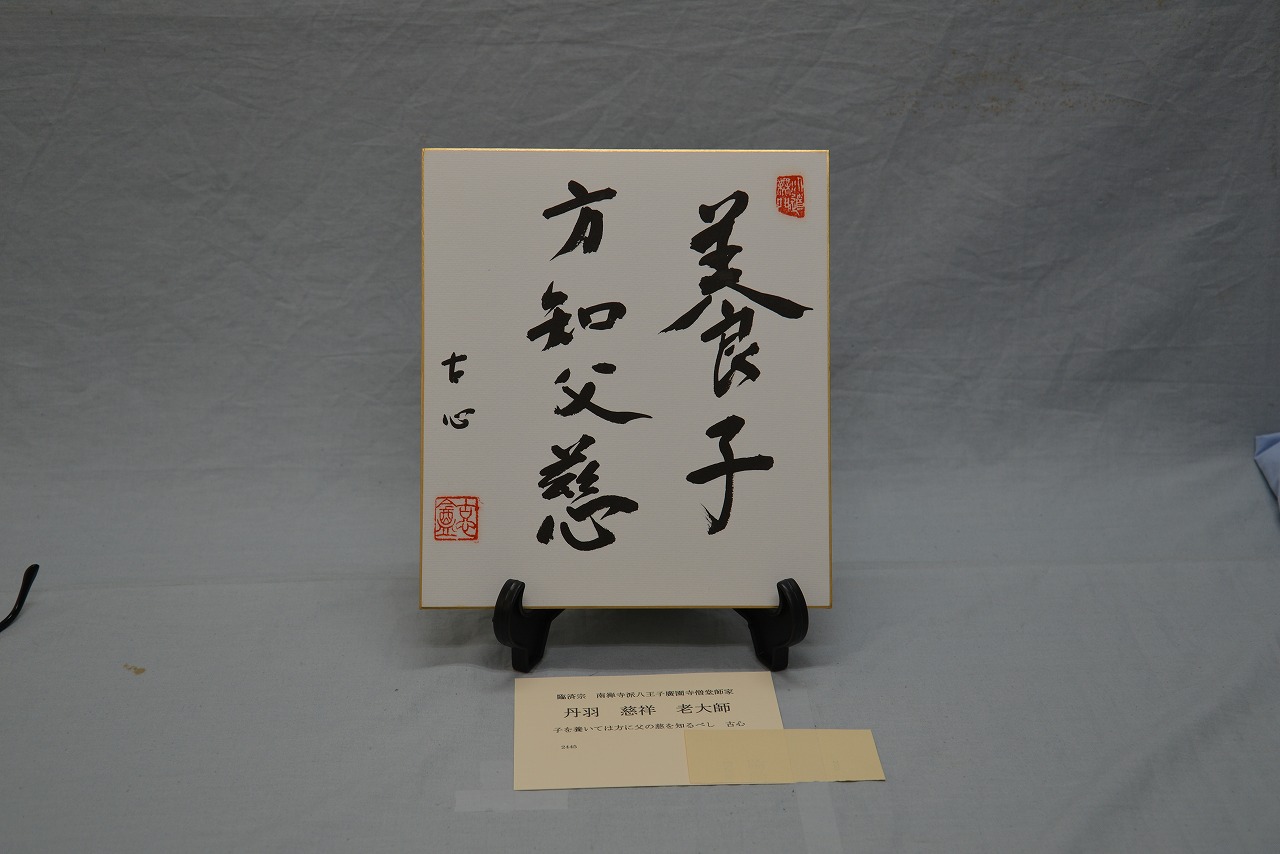 養子
方知父慈
古心
臨済宗　南禅寺派八王子廣園寺僧堂師家
丹羽　慈祥　老大師
子を養いては方に父の慈を知るべし　古心
2445